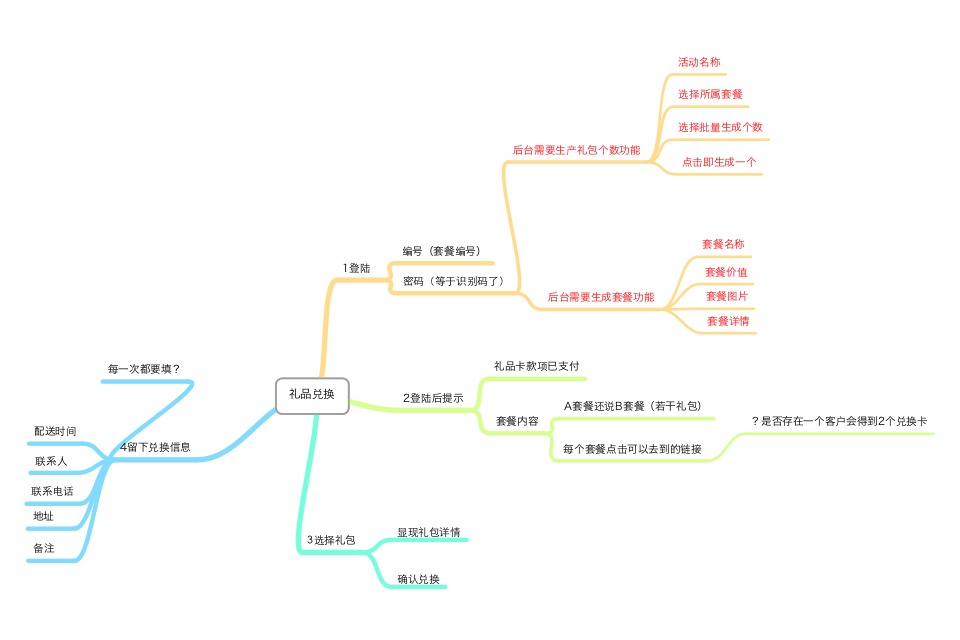 活动名称
选择所属套餐
选择批量生成个数
点击即生成一个
后台需要生产礼包个数功能
编号（套餐编号）
1登陆
密码（等于识别码了）
后台需要生成套餐功能
套餐名称
套餐价值
套餐图片
套餐详情
礼品兑换
2登陆后提示
礼品卡款项已支付
套餐内容
A套餐还说B套餐（若干礼包）
每个套餐点击可以去到的链接
？是否存在一个客户会得到2个兑换卡
3选择礼包
显现礼包详情
确认兑换
4留下兑换信息
每一次都要填？
配送时间
联系人
联系电话
地址
备注